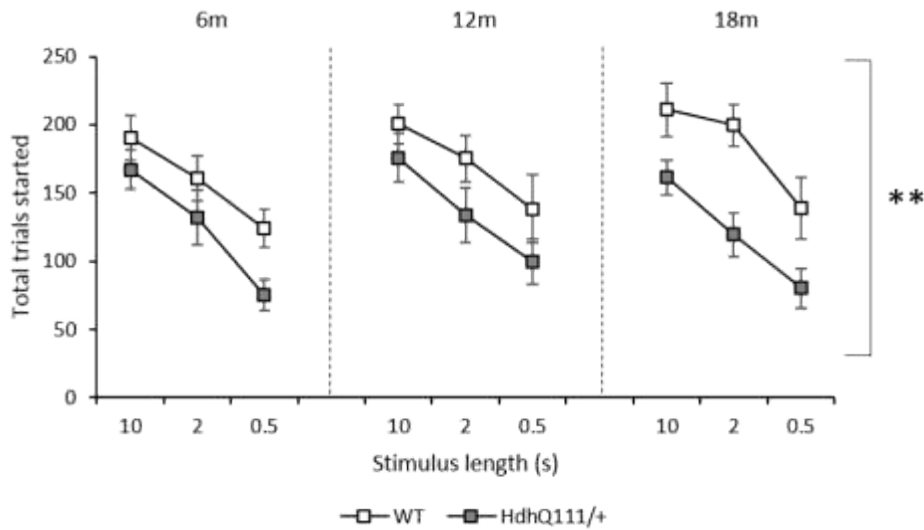 6m 12m 18m
250
200
150
100
50
0
Total trials started
**
10 2 0.5 10 2 0.5 10 2 0.5
Stimulus length (s)
WT HdhQ111/+